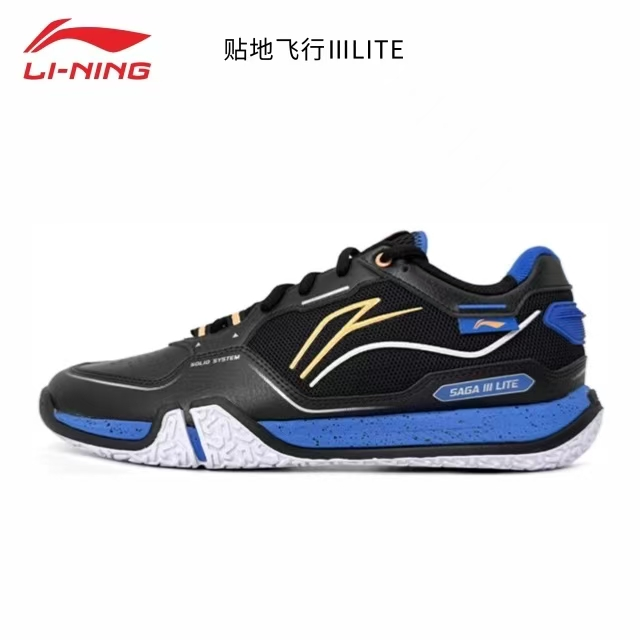 LI-NING
贴地飞行ⅢLITE
SOLID SYSTEM
SAGA III LITE